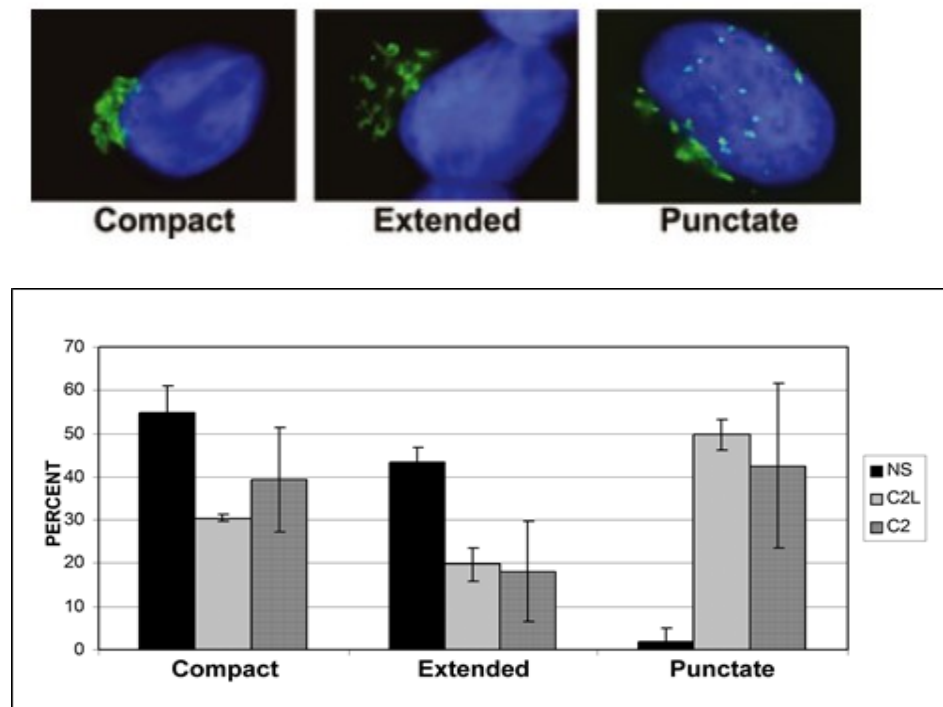 Compact Extended Punctate
70
60
50
40
30
20
10
0
PERCENT
NS
C2L
C2
Compact Extended Punctate